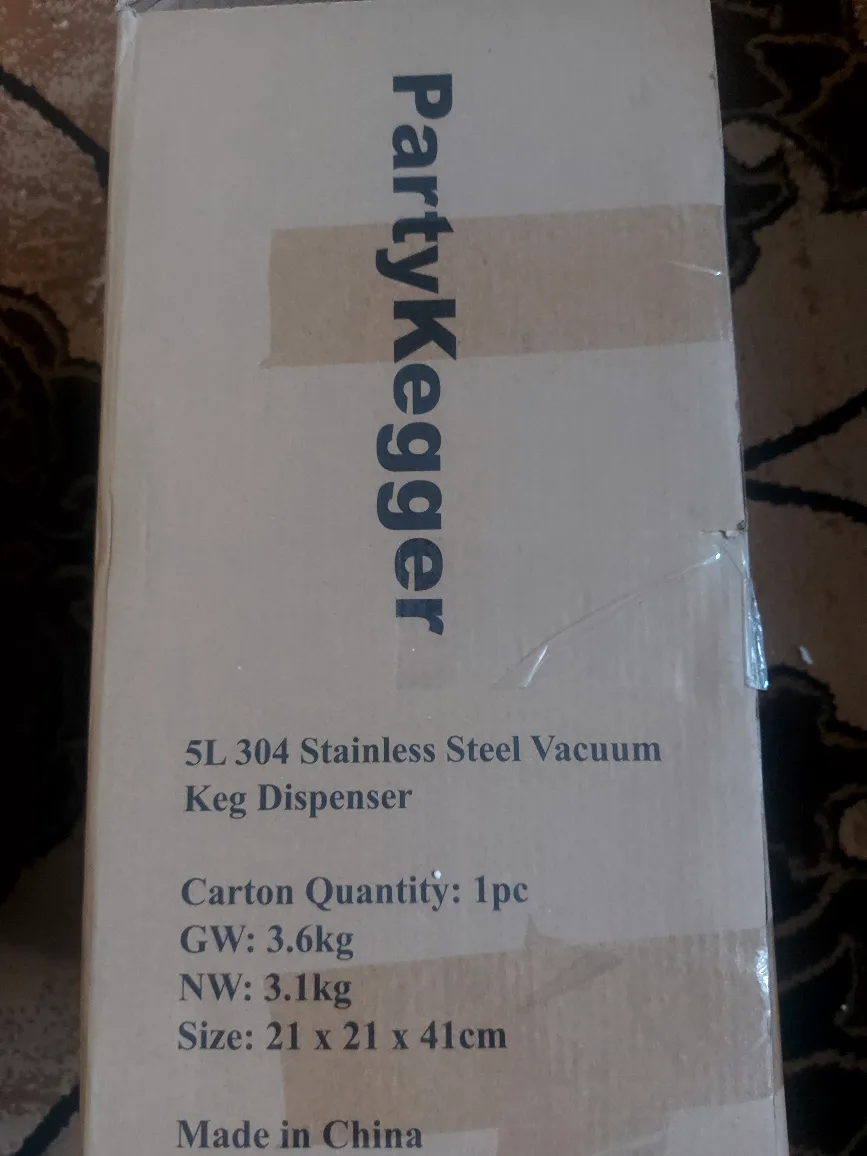 PartyKegger
5L 304 Stainless Steel Vacuum
Keg Dispenser
Carton Quantity: 1pc
GW: 3.6kg
NW: 3.1kg
Size: 21 x 21 x 41cm
Made in China